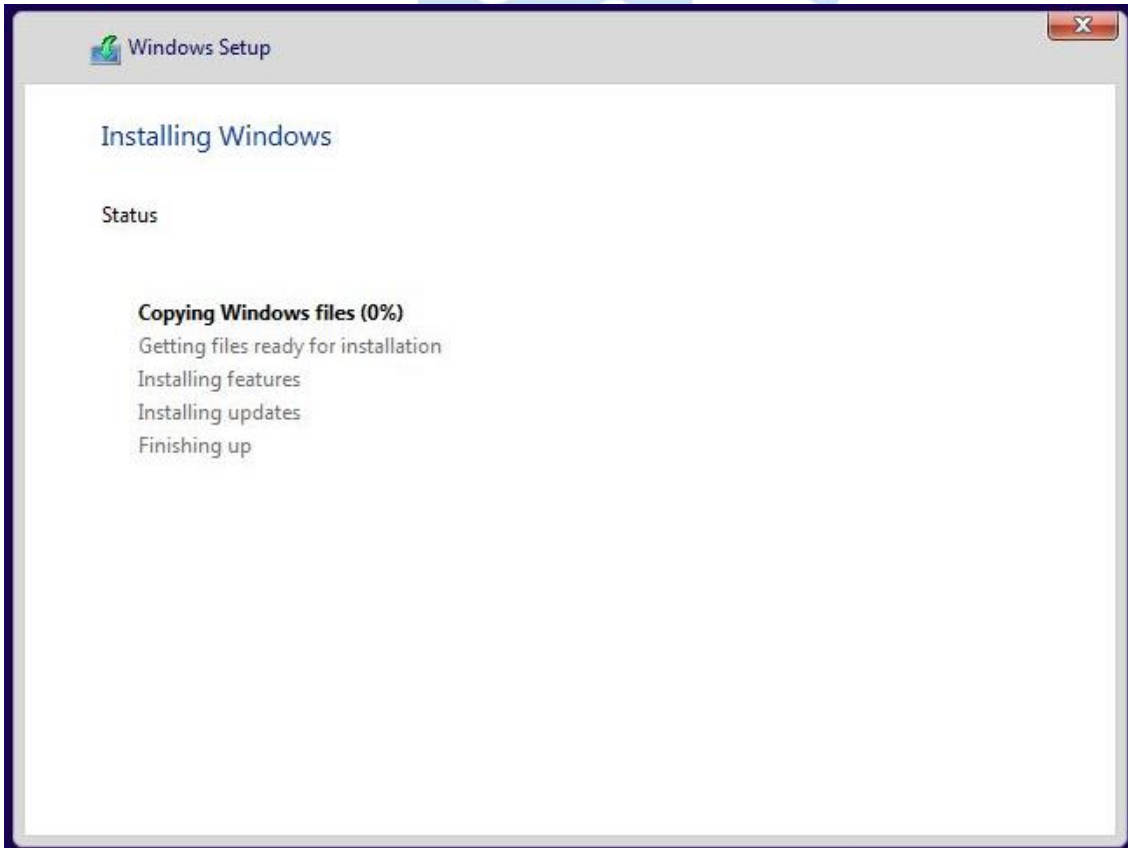 Windows Setup
Installing Windows
Status
Copying Windows files (0%)
Getting files ready for installation
Installing features
Installing updates
Finishing up